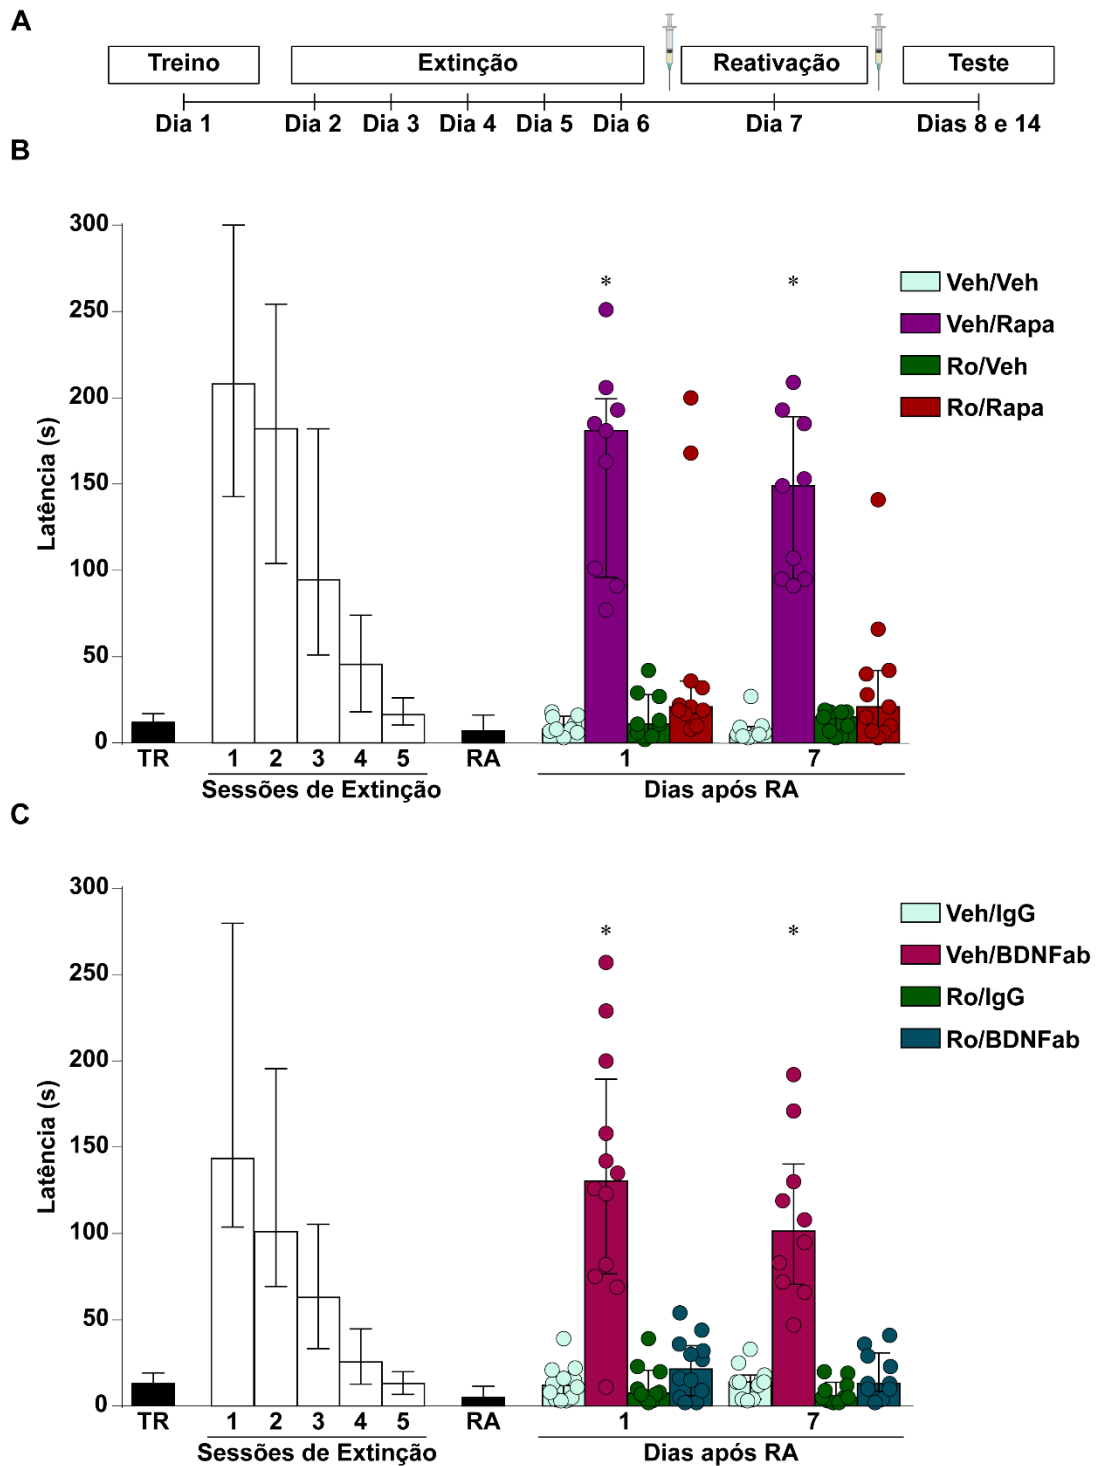 A
Treino Extinção Reativação Teste
Dia 1 Dia 2 Dia 3 Dia 4 Dia 5 Dia 6 Dia 7 Dias 8 e 14
B
300
250
200
150
100
50
0
Latência (s)
* *
Veh/Veh
Veh/Rapa
Ro/Veh
Ro/Rapa
TR 1 2 3 4 5 RA 1 7
Sessões de Extinção Dias após RA
C
300
250
200
150
100
50
0
Latência (s)
* *
Veh/IgG
Veh/BDNFab
Ro/IgG
Ro/BDNFab
TR 1 2 3 4 5 RA 1 7
Sessões de Extinção Dias após RA